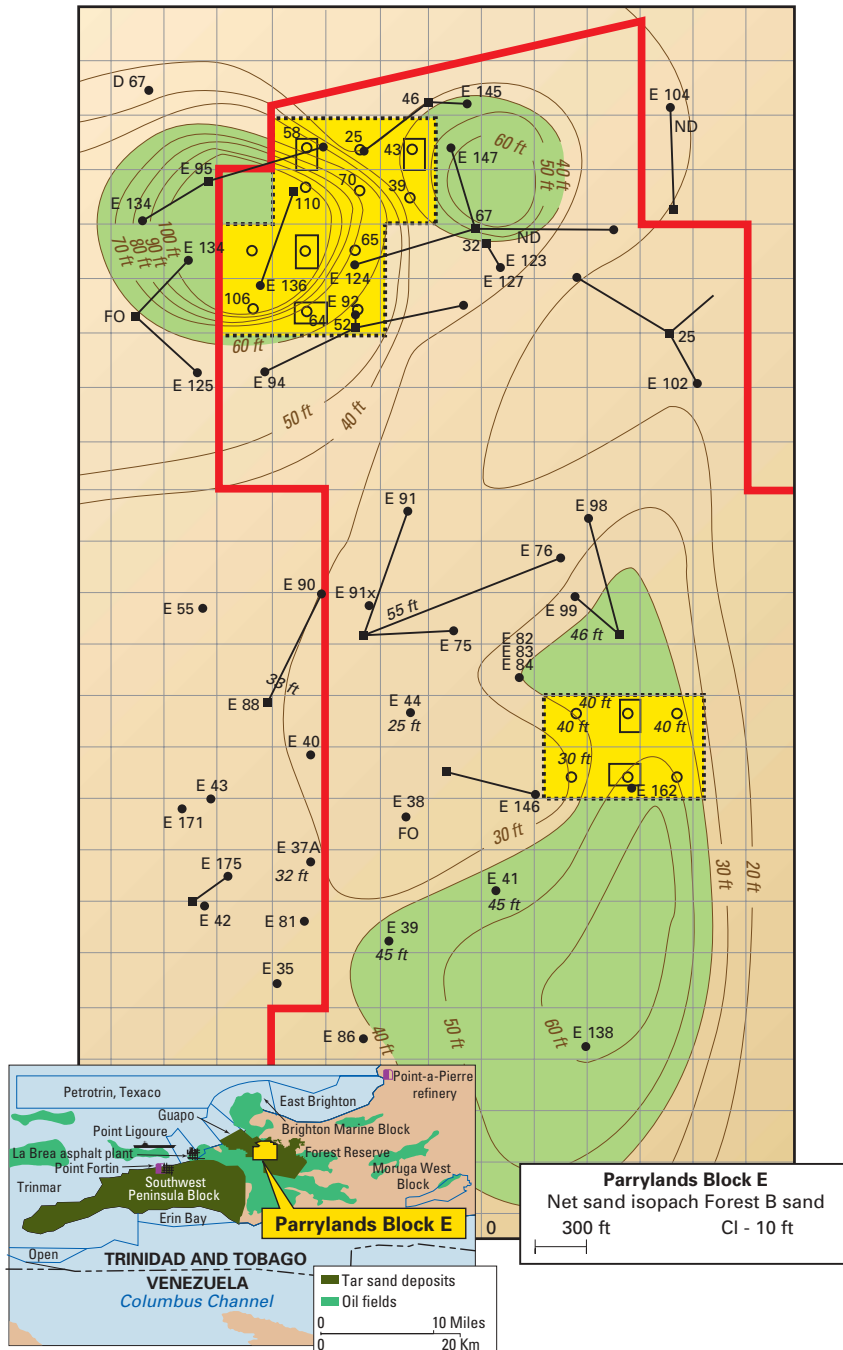 D 67
46
E 145
E 104
ND
58
25
43
60 ft
50 ft
40 ft
E 95
E 147
70
39
110
E 134
67
100 ft
90 ft
80 ft
70 ft
E 134
65
32
ND
E 123
E 124
E 127
E 136
106
E 92
64
52
FO
25
60 ft
E 125
E 94
E 102
50 ft
40 ft
E 91
E 98
E 76
E 90
E 91x
E 99
E 55
55 ft
E 75
46 ft
E 82
E 83
E 84
38 ft
E 88
E 44
25 ft
40 ft
40 ft
40 ft
E 40
30 ft
E 43
E 162
E 171
E 38
FO
E 146
30 ft
E 37A
32 ft
E 175
30 ft
20 ft
E 41
45 ft
E 42
E 81
E 39
45 ft
E 35
E 86
40 ft
50 ft
60 ft
E 138
Petrotrin, Texaco
East Brighton
Point-a-Pierre
refinery
Guapo
Brighton Marine Block
Point Ligoure
La Brea asphalt plant
Forest Reserve
Point Fortin
Moruga West
Block
Trinmar
Southwest
Peninsula Block
Parrylands Block E
Erin Bay
Open
TRINIDAD AND TOBAGO
VENEZUELA
Columbus Channel
Tar sand deposits
Oil fields
0 10 Miles
0 20 Km
0
Parrylands Block E
Net sand isopach Forest B sand
300 ft CI - 10 ft